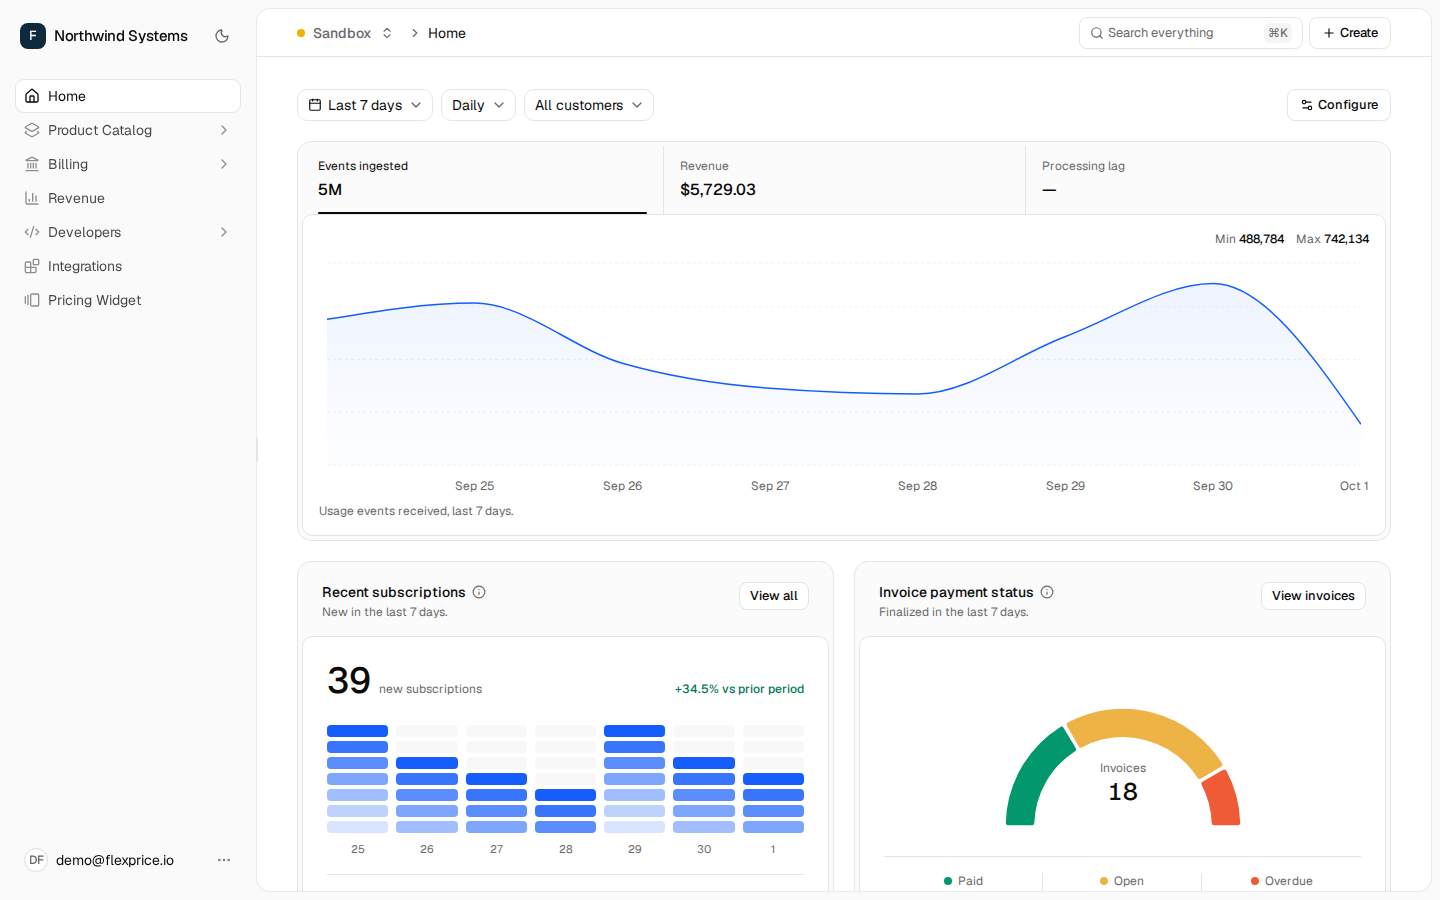 F Northwind Systems
Home
Product Catalog
Billing
Revenue
Developers
Integrations
Pricing Widget
DF demo@flexprice.io
Sandbox Home
Search everything ⌘K
Create
Last 7 days Daily All customers Configure
Events ingested
5M
Revenue
$5,729.03
Processing lag
—
Min 488,784 Max 742,134
Sep 25 Sep 26 Sep 27 Sep 28 Sep 29 Sep 30 Oct 1
Usage events received, last 7 days.
Recent subscriptions
New in the last 7 days.
View all
39 new subscriptions +34.5% vs prior period
25 26 27 28 29 30 1
Invoice payment status
Finalized in the last 7 days.
View invoices
Invoices
18
Paid Open Overdue